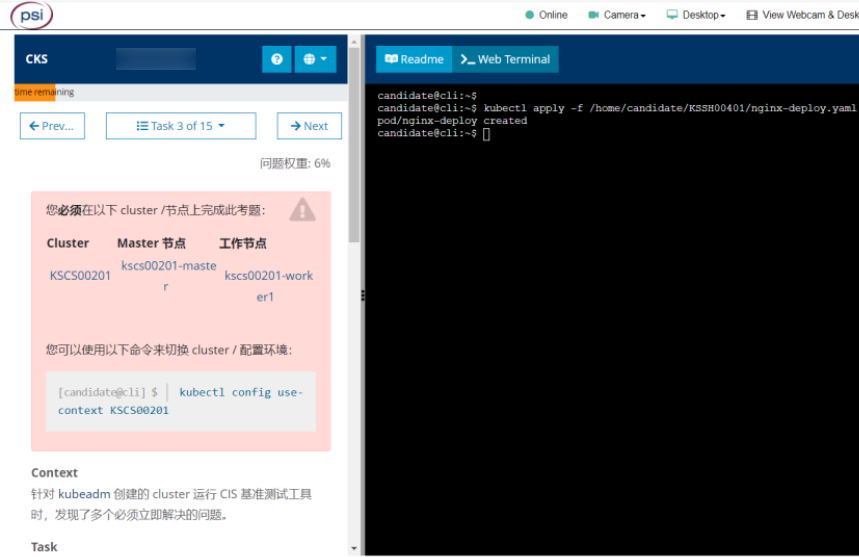 psi
Online
Camera
Desktop
View Webcam & Desk
CKS
time remaining
Prev...
Task 3 of 15
Next
问题权重: 6%
您必须在以下 cluster /节点上完成此考题:
Cluster Master 节点 工作节点
KSCS00201 kscs00201-maste kscs00201-work
r er1
您可以使用以下命令来切换 cluster / 配置环境:
[candidate@cli] $ kubectl config use-
context KSCS00201
Context
针对 kubeadm 创建的 cluster 运行 CIS 基准测试工具
时，发现了多个必须立即解决的问题。
Task
Readme
Web Terminal
candidate@cli:~$
candidate@cli:~$ kubectl apply -f /home/candidate/KSSH00401/nginx-deploy.yaml
pod/nginx-deploy created
candidate@cli:~$